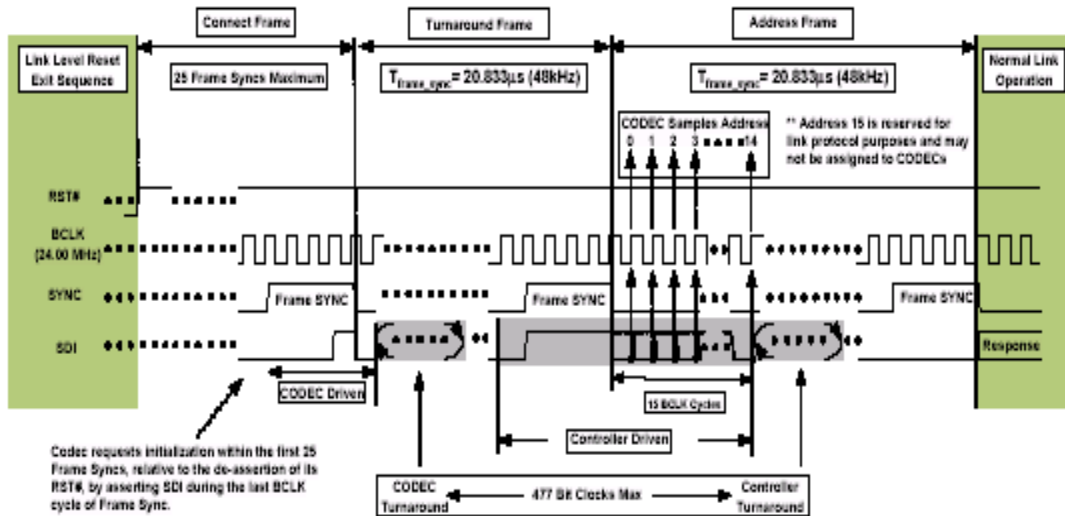 Connect Frame
Turnaround Frame
Address Frame
Link Level Reset
Exit Sequence
25 Frame Syncs Maximum
Tframe_sync= 20.833µs (48kHz)
Tframe_sync= 20.833µs (48kHz)
Normal Link
Operation
CODEC Samples Address
0 1 2 3 14
** Address 15 is reserved for
link protocol purposes and may
not be assigned to CODECs
RST#
BCLK
(24.00 MHz)
SYNC
Frame SYNC
Frame SYNC
Frame SYNC
SDI
Response
CODEC Driven
15 BCLK Cycles
Controller Driven
Codec requests initialization within the first 25
Frame Syncs, relative to the de-assertion of its
RST#, by asserting SDI during the last BCLK
cycle of Frame Sync.
CODEC
Turnaround
477 Bit Clocks Max
Controller
Turnaround